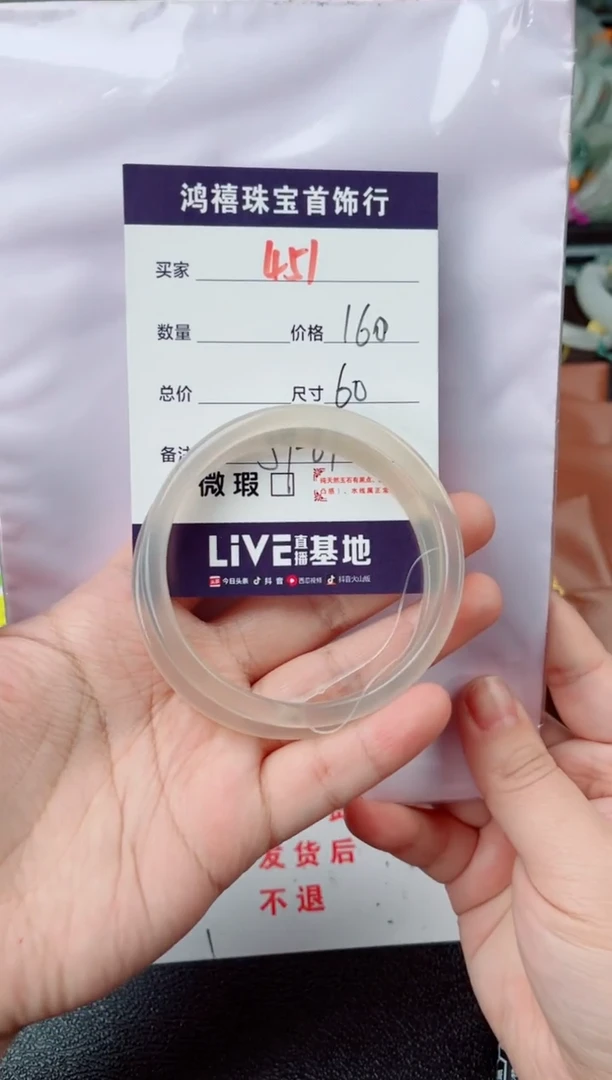 鸿禧珠宝首饰行
买家 451
数量 价格 160
总价 尺寸 60
备注
微瑕 □
LiVE直播基地
今日头条 抖音 西瓜视频 抖音火山版
发货后
不退